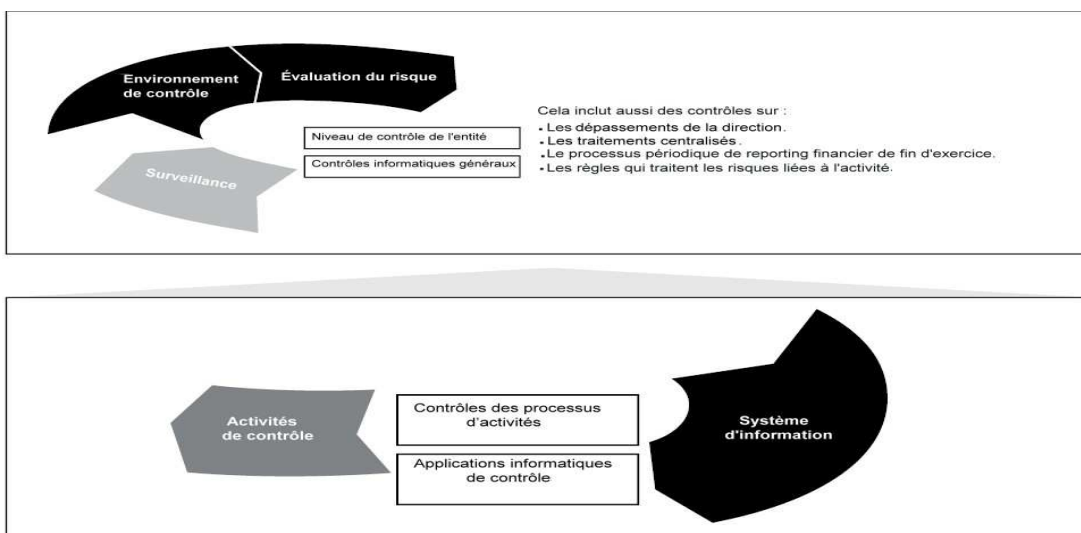 Environnement
de contrôle
Évaluation du risque
Surveillance
Niveau de contrôle de l'entité
Contrôles informatiques généraux
Cela inclut aussi des contrôles sur :
• Les dépassements de la direction.
• Les traitements centralisés.
• Le processus périodique de reporting financier de fin d'exercice.
• Les règles qui traitent les risques liées à l'activité.
Activités
de contrôle
Contrôles des processus
d'activités
Applications informatiques
de contrôle
Système
d'information